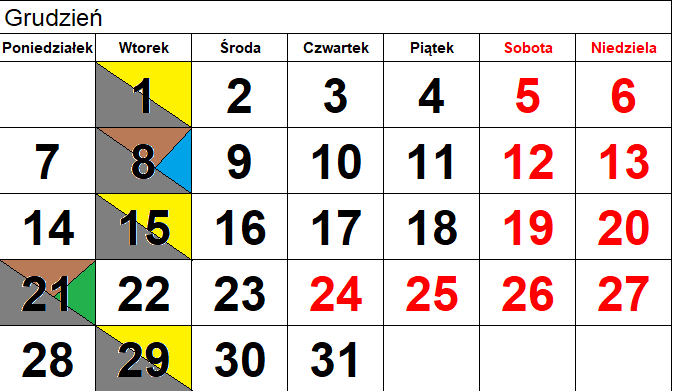 Grudzień
Poniedziałek Wtorek Środa Czwartek Piątek Sobota Niedziela
1 2 3 4 5 6
7 8 9 10 11 12 13
14 15 16 17 18 19 20
21 22 23 24 25 26 27
28 29 30 31